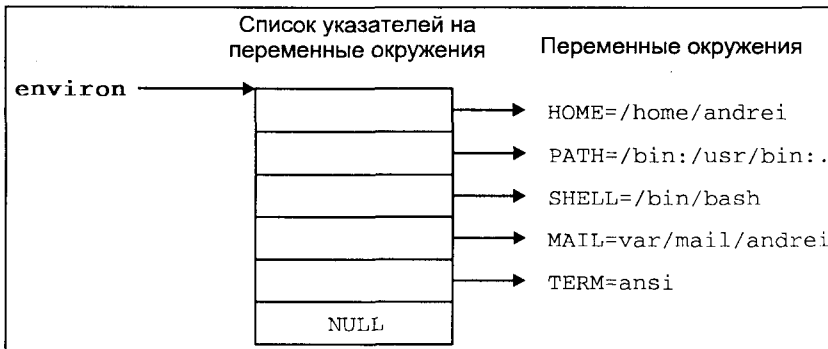 Список указателей на
переменные окружения
Переменные окружения
environ
HOME=/home/andrei
PATH=/bin:/usr/bin:.
SHELL=/bin/bash
MAIL=var/mail/andrei
TERM=ansi
NULL